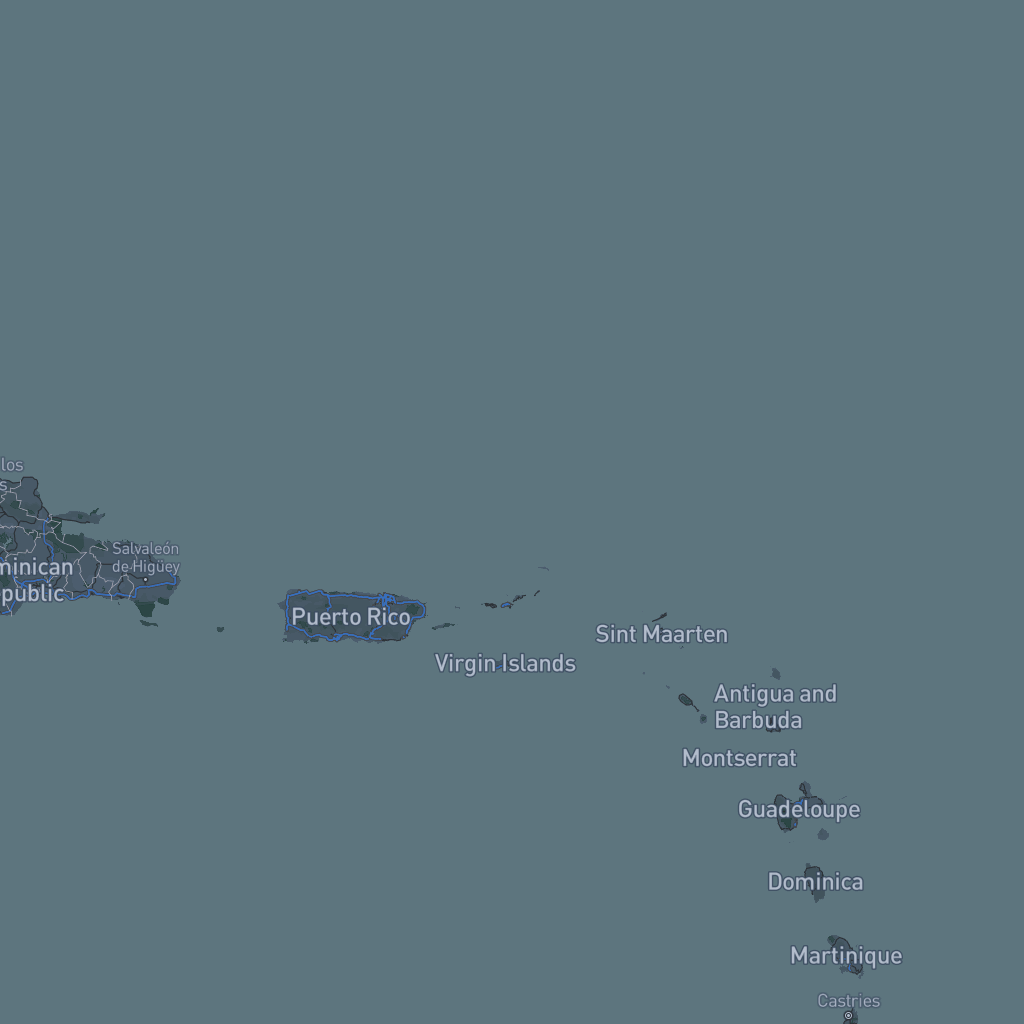 los
s
Salvaleón
de Higüey
minican
public
Puerto Rico
Sint Maarten
Virgin Islands
Antigua and
Barbuda
Montserrat
Guadeloupe
Dominica
Martinique
Castries